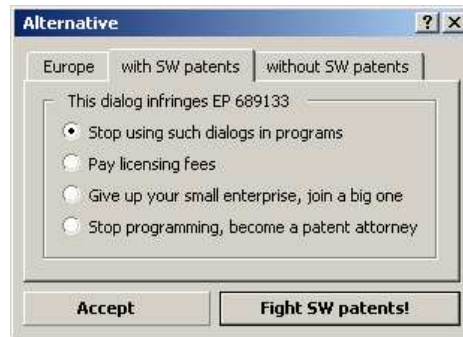 Alternative
Europe with SW patents without SW patents
This dialog infringes EP 689133
Stop using such dialogs in programs
Pay licensing fees
Give up your small enterprise, join a big one
Stop programming, become a patent attorney
Accept Fight SW patents!